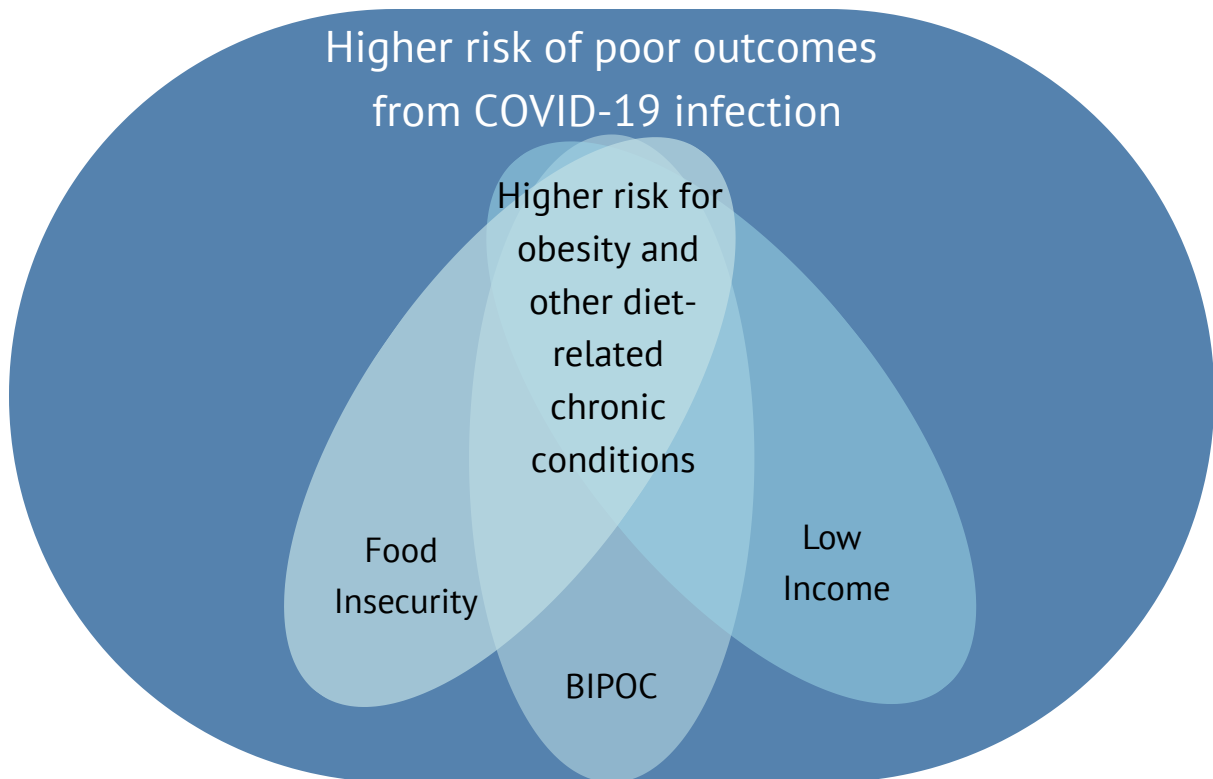 Higher risk of poor outcomes
from COVID-19 infection
Higher risk for
obesity and
other diet-
related
chronic
conditions
Food
Insecurity
Low
Income
BIPOC